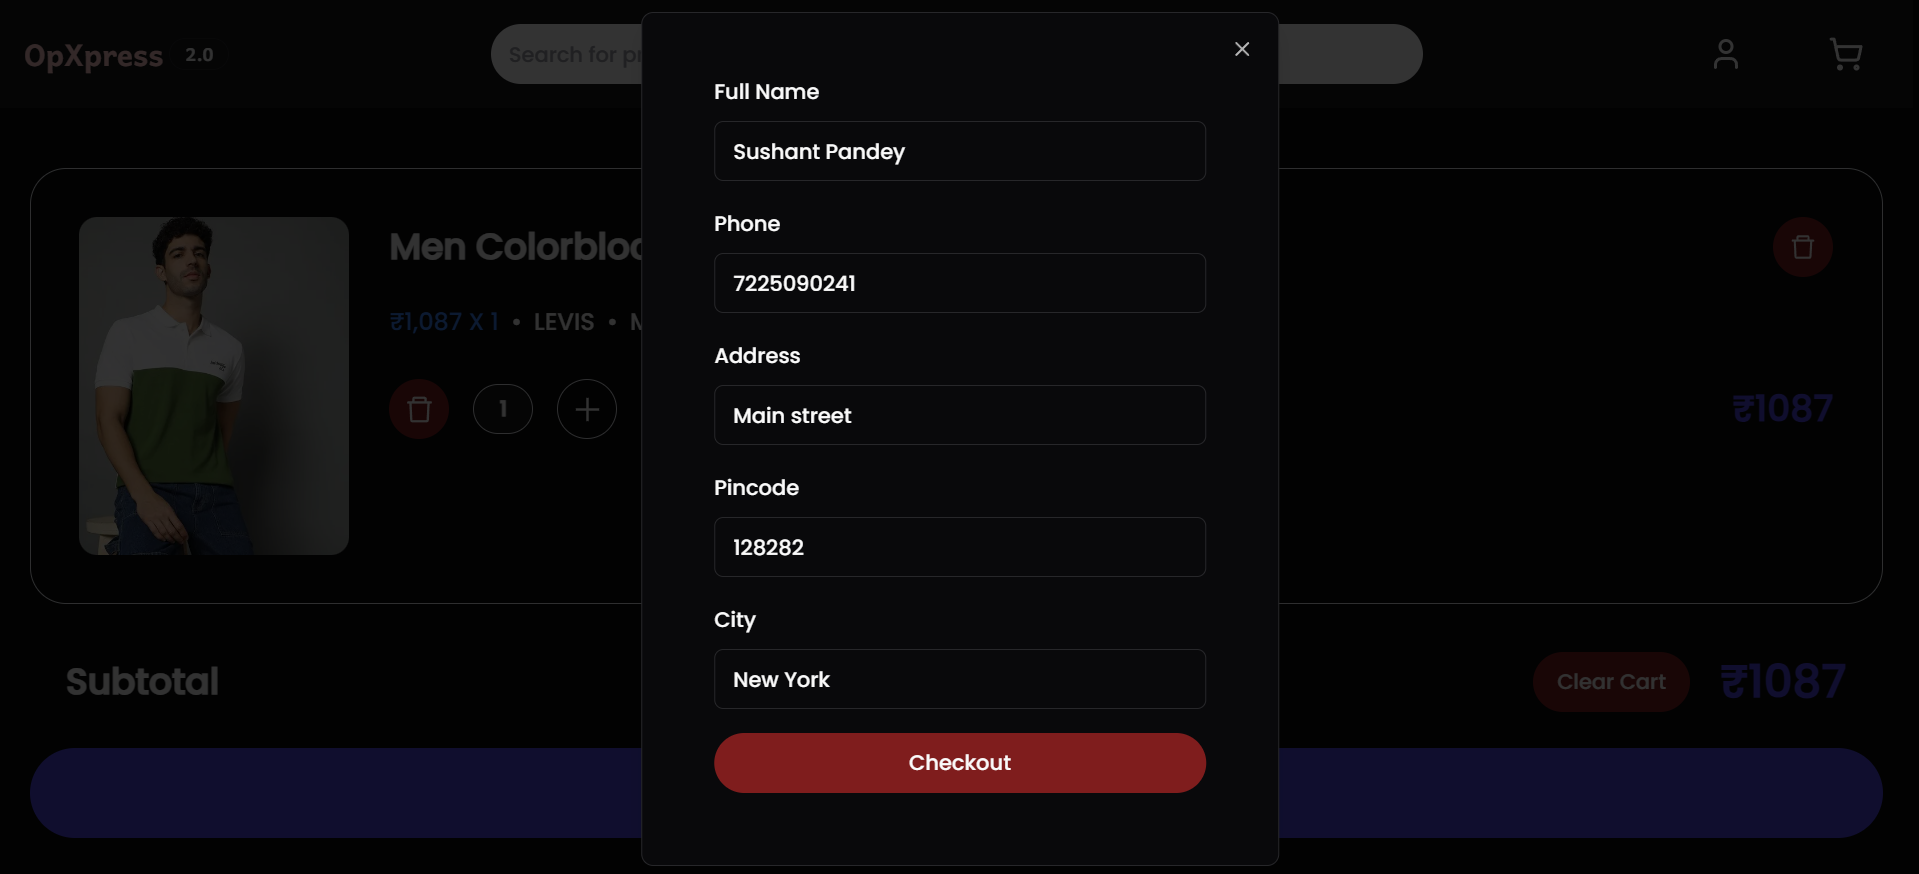 OpXpress 2.0
Search for pr
Men Colorbloc
₹1,087 X 1 • LEVIS •
1
₹1087
Subtotal
Clear Cart
₹1087
Full Name
Sushant Pandey
Phone
7225090241
Address
Main street
Pincode
128282
City
New York
Checkout